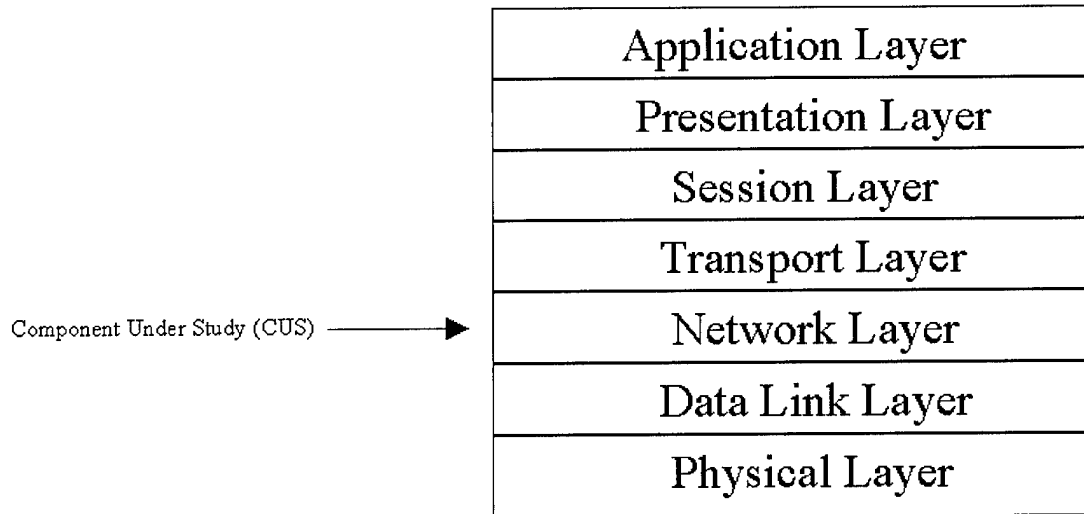 Application Layer
Presentation Layer
Session Layer
Transport Layer
Component Under Study (CUS)
Network Layer
Data Link Layer
Physical Layer